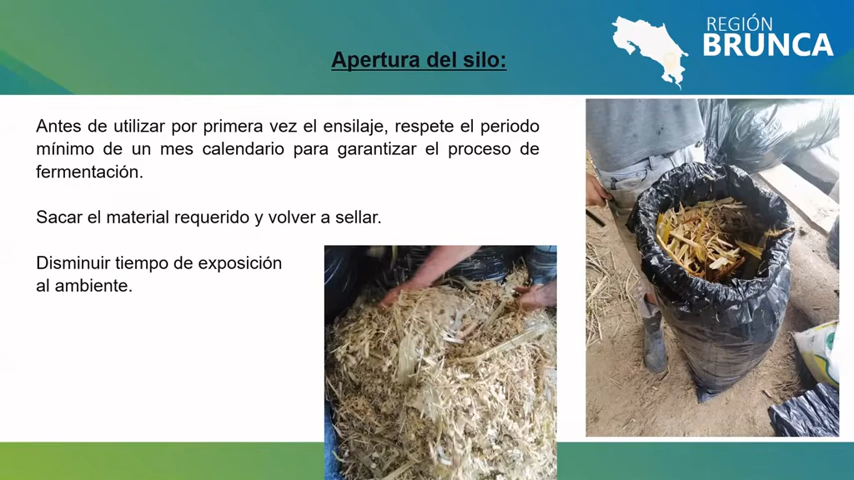 REGIÓN
BRUNCA
Apertura del silo:
Antes de utilizar por primera vez el ensilaje, respete el periodo
mínimo de un mes calendario para garantizar el proceso de
fermentación.
Sacar el material requerido y volver a sellar.
Disminuir tiempo de exposición
al ambiente.